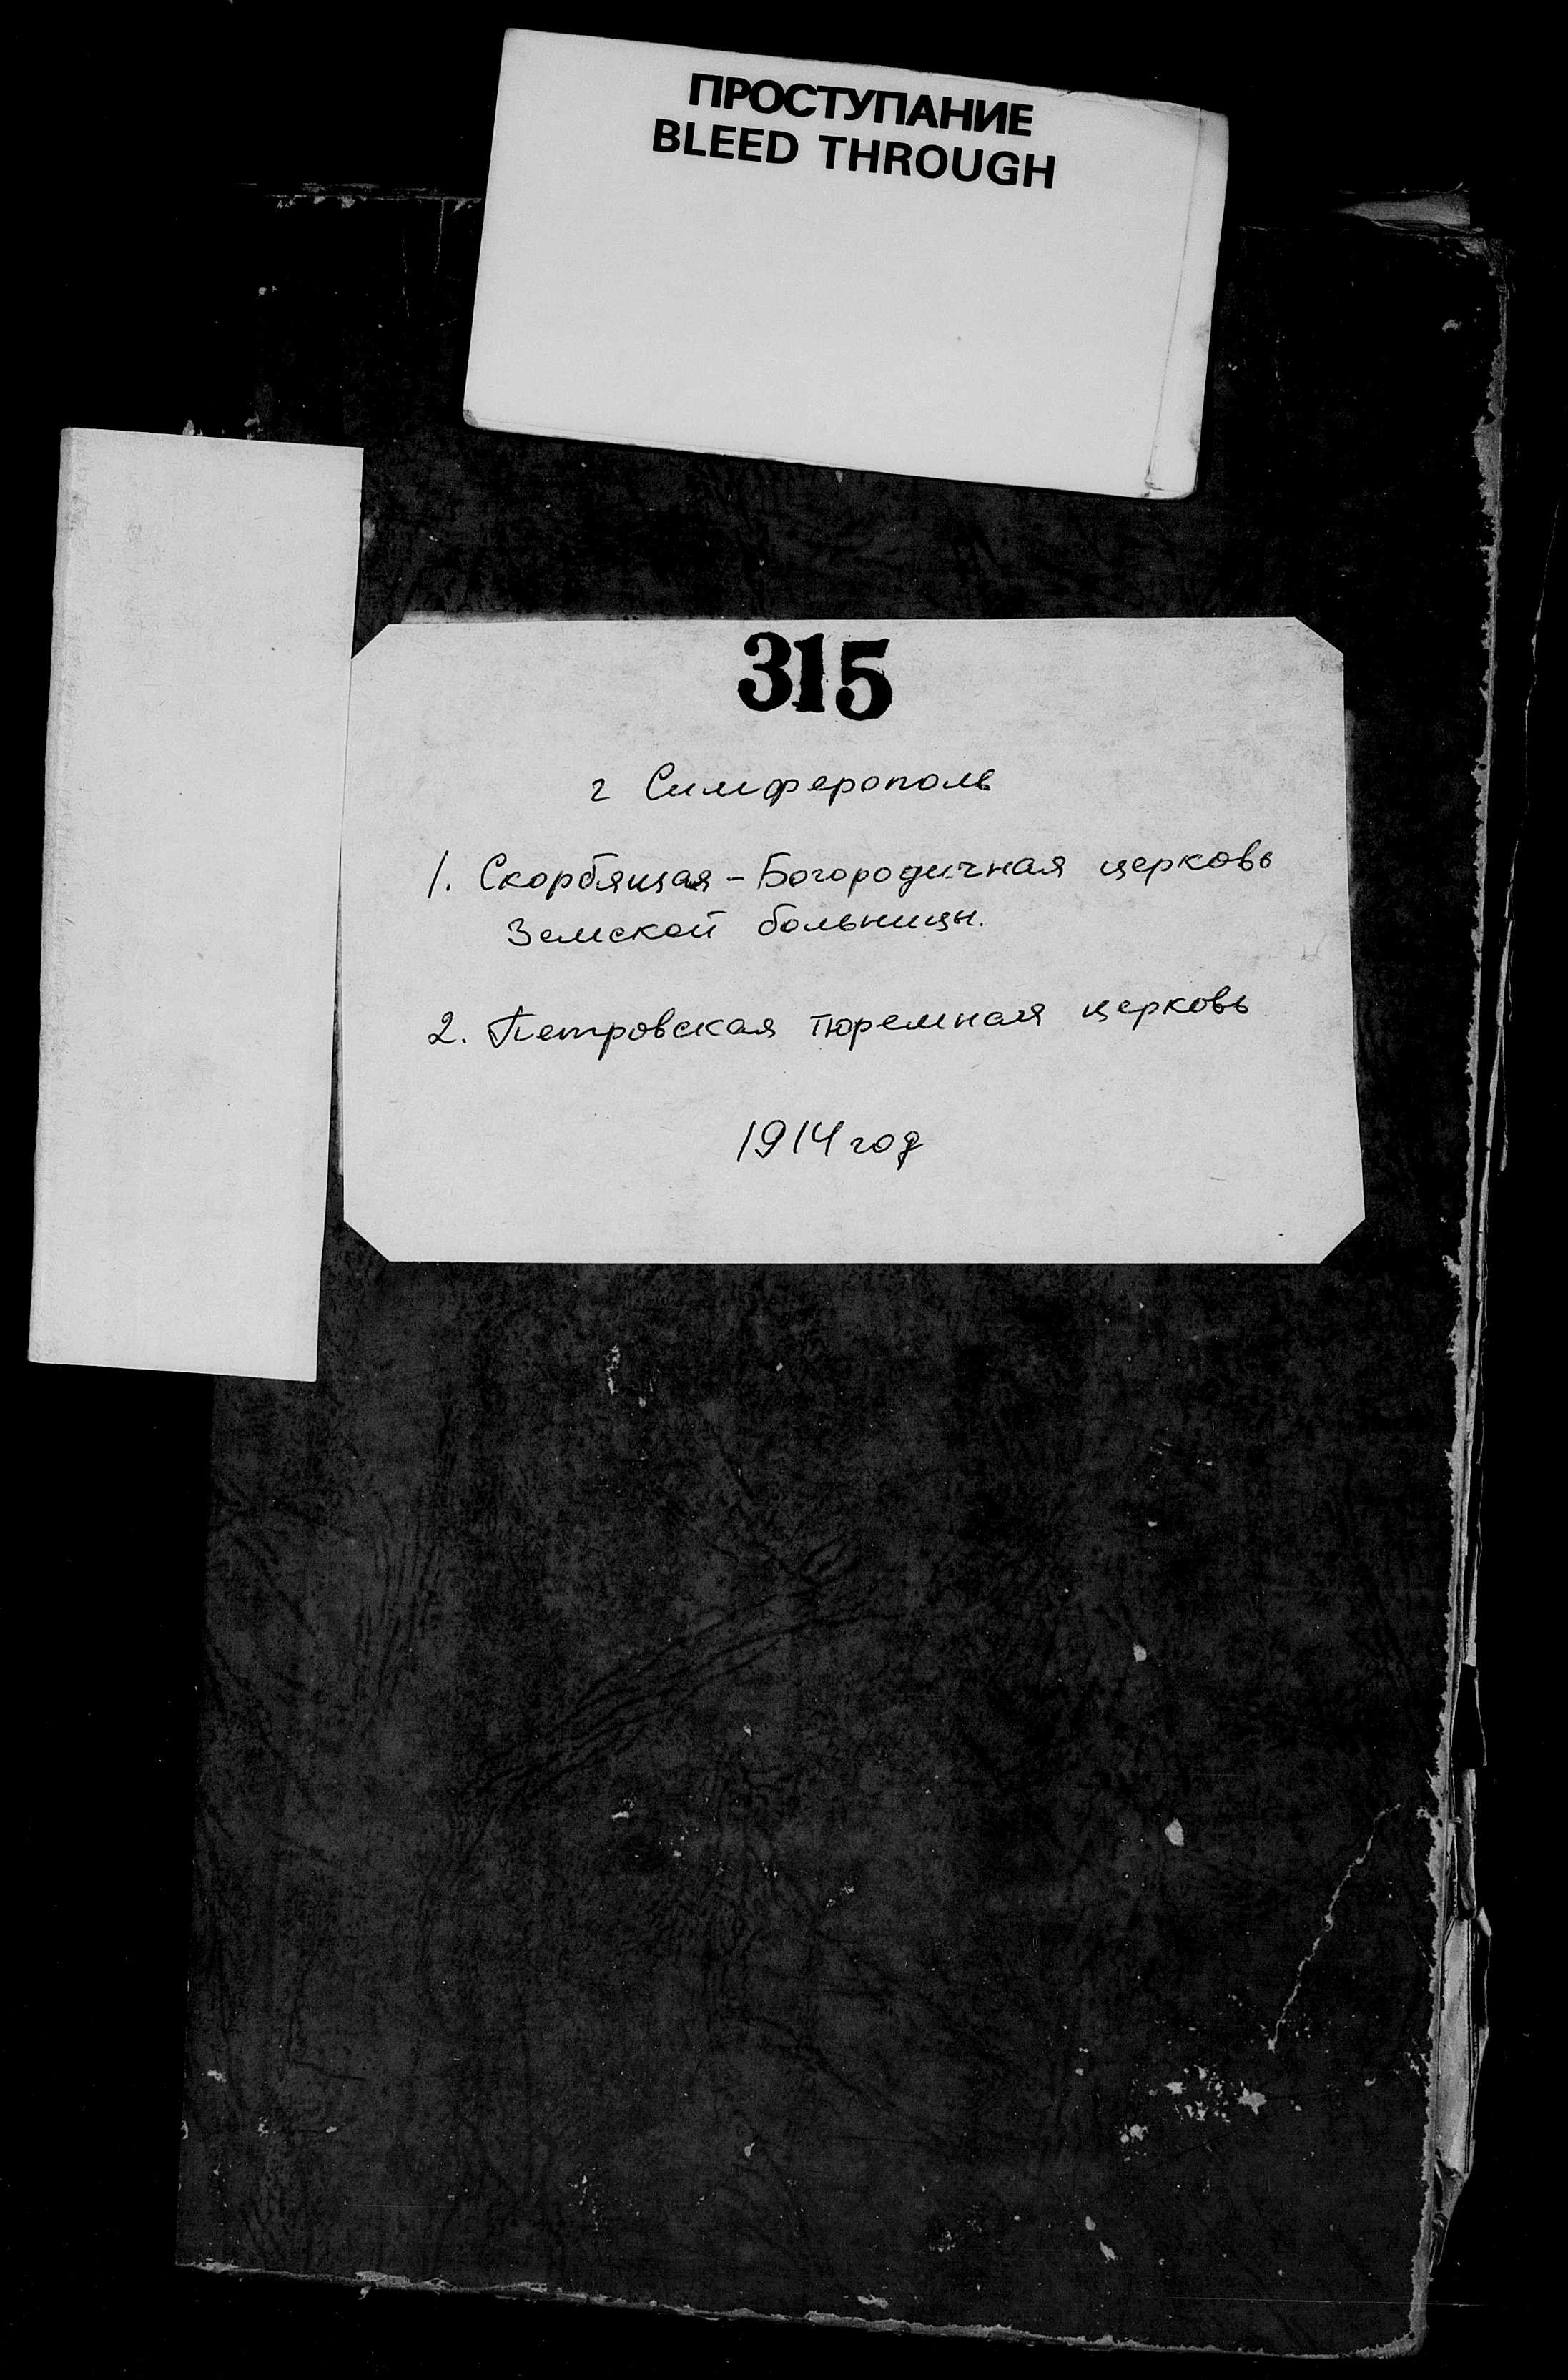 ПРОСТУПАНИЕ
BLEED THROUGH
315
г Симферополь
1. Скорбящая-Богородичная церковь
Земской больницы.
2. Петровская тюремная церковь
1914 год